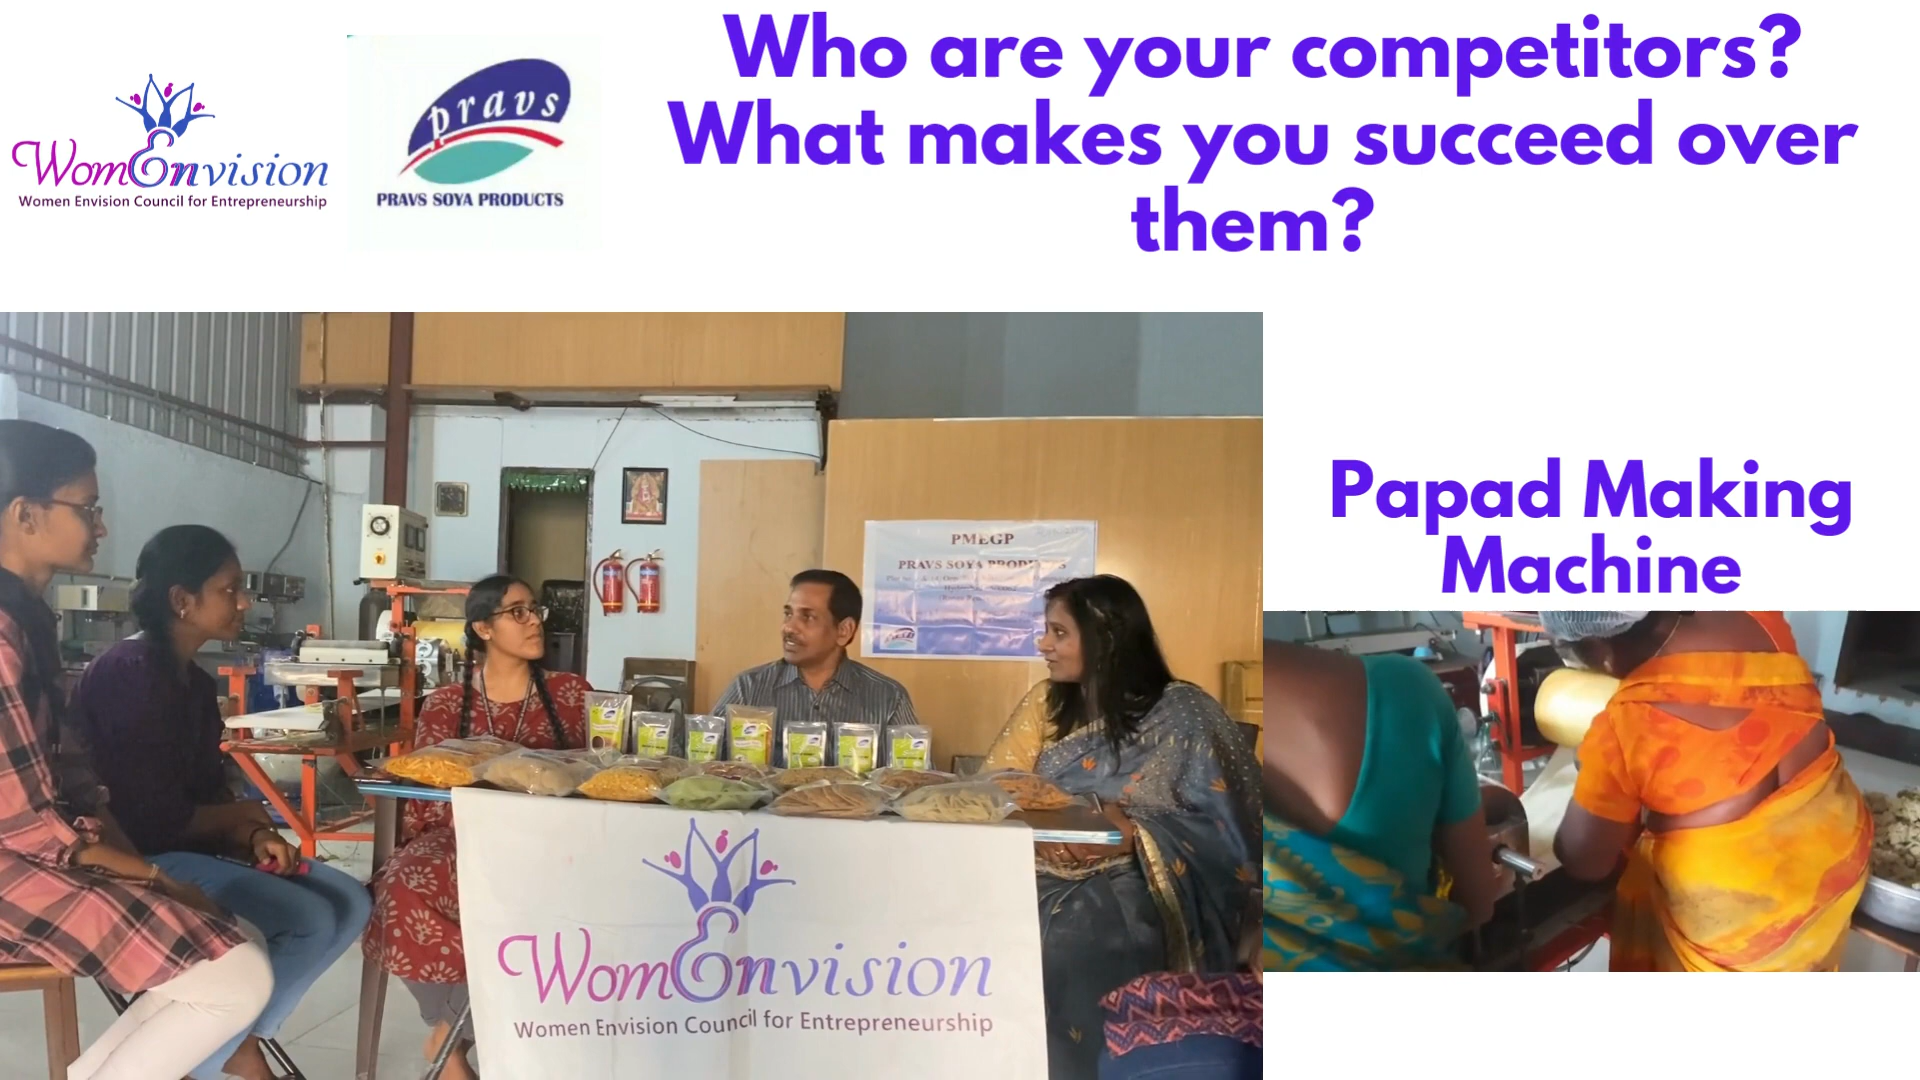 Who are your competitors?
What makes you succeed over
them?
WomEnvision
Women Envision Council for Entrepreneurship
pravs
PRAVS SOYA PRODUCTS
Papad Making
Machine
PMEGP
PRAVS SOYA PRODUCTS
WomEnvision
Women Envision Council for Entrepreneurship